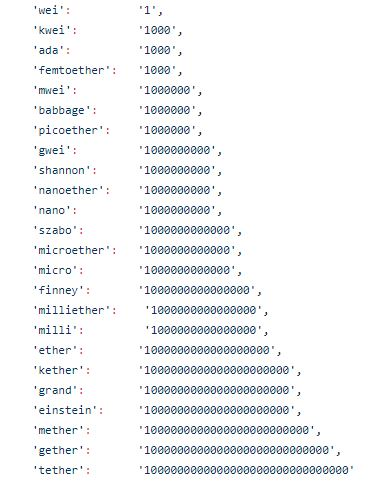 'wei': '1',
'kwei': '1000',
'ada': '1000',
'femtoether': '1000',
'mwei': '1000000',
'babbage': '1000000',
'picoether': '1000000',
'gwei': '1000000000',
'shannon': '1000000000',
'nanoether': '1000000000',
'nano': '1000000000',
'szabo': '1000000000000',
'microether': '1000000000000',
'micro': '1000000000000',
'finney': '1000000000000000',
'milliether': '1000000000000000',
'milli': '1000000000000000',
'ether': '1000000000000000000',
'kether': '1000000000000000000000',
'grand': '1000000000000000000000',
'einstein': '1000000000000000000000',
'mether': '1000000000000000000000000',
'gether': '1000000000000000000000000000',
'tether': '1000000000000000000000000000000'